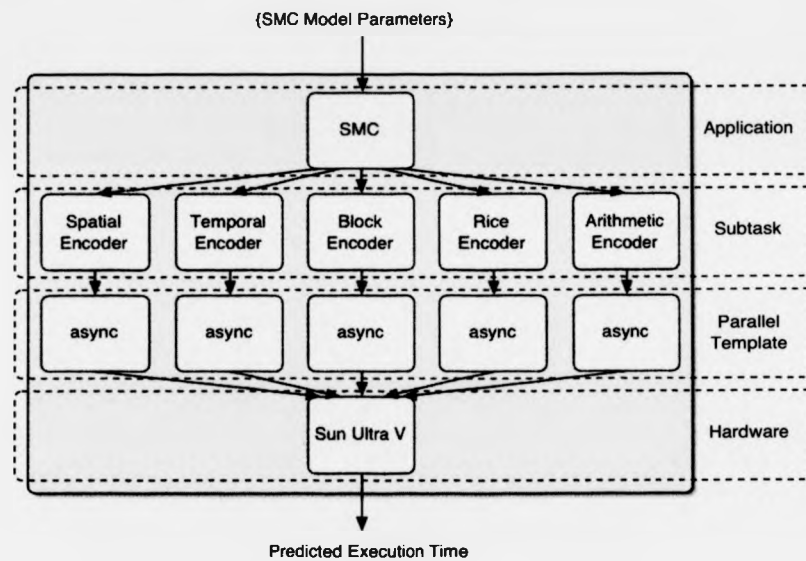 {SMC Model Parameters}
SMC
Application
Spatial
Encoder
Temporal
Encoder
Block
Encoder
Rice
Encoder
Arithmetic
Encoder
Subtask
async
async
async
async
async
Parallel
Template
Sun Ultra V
Hardware
Predicted Execution Time